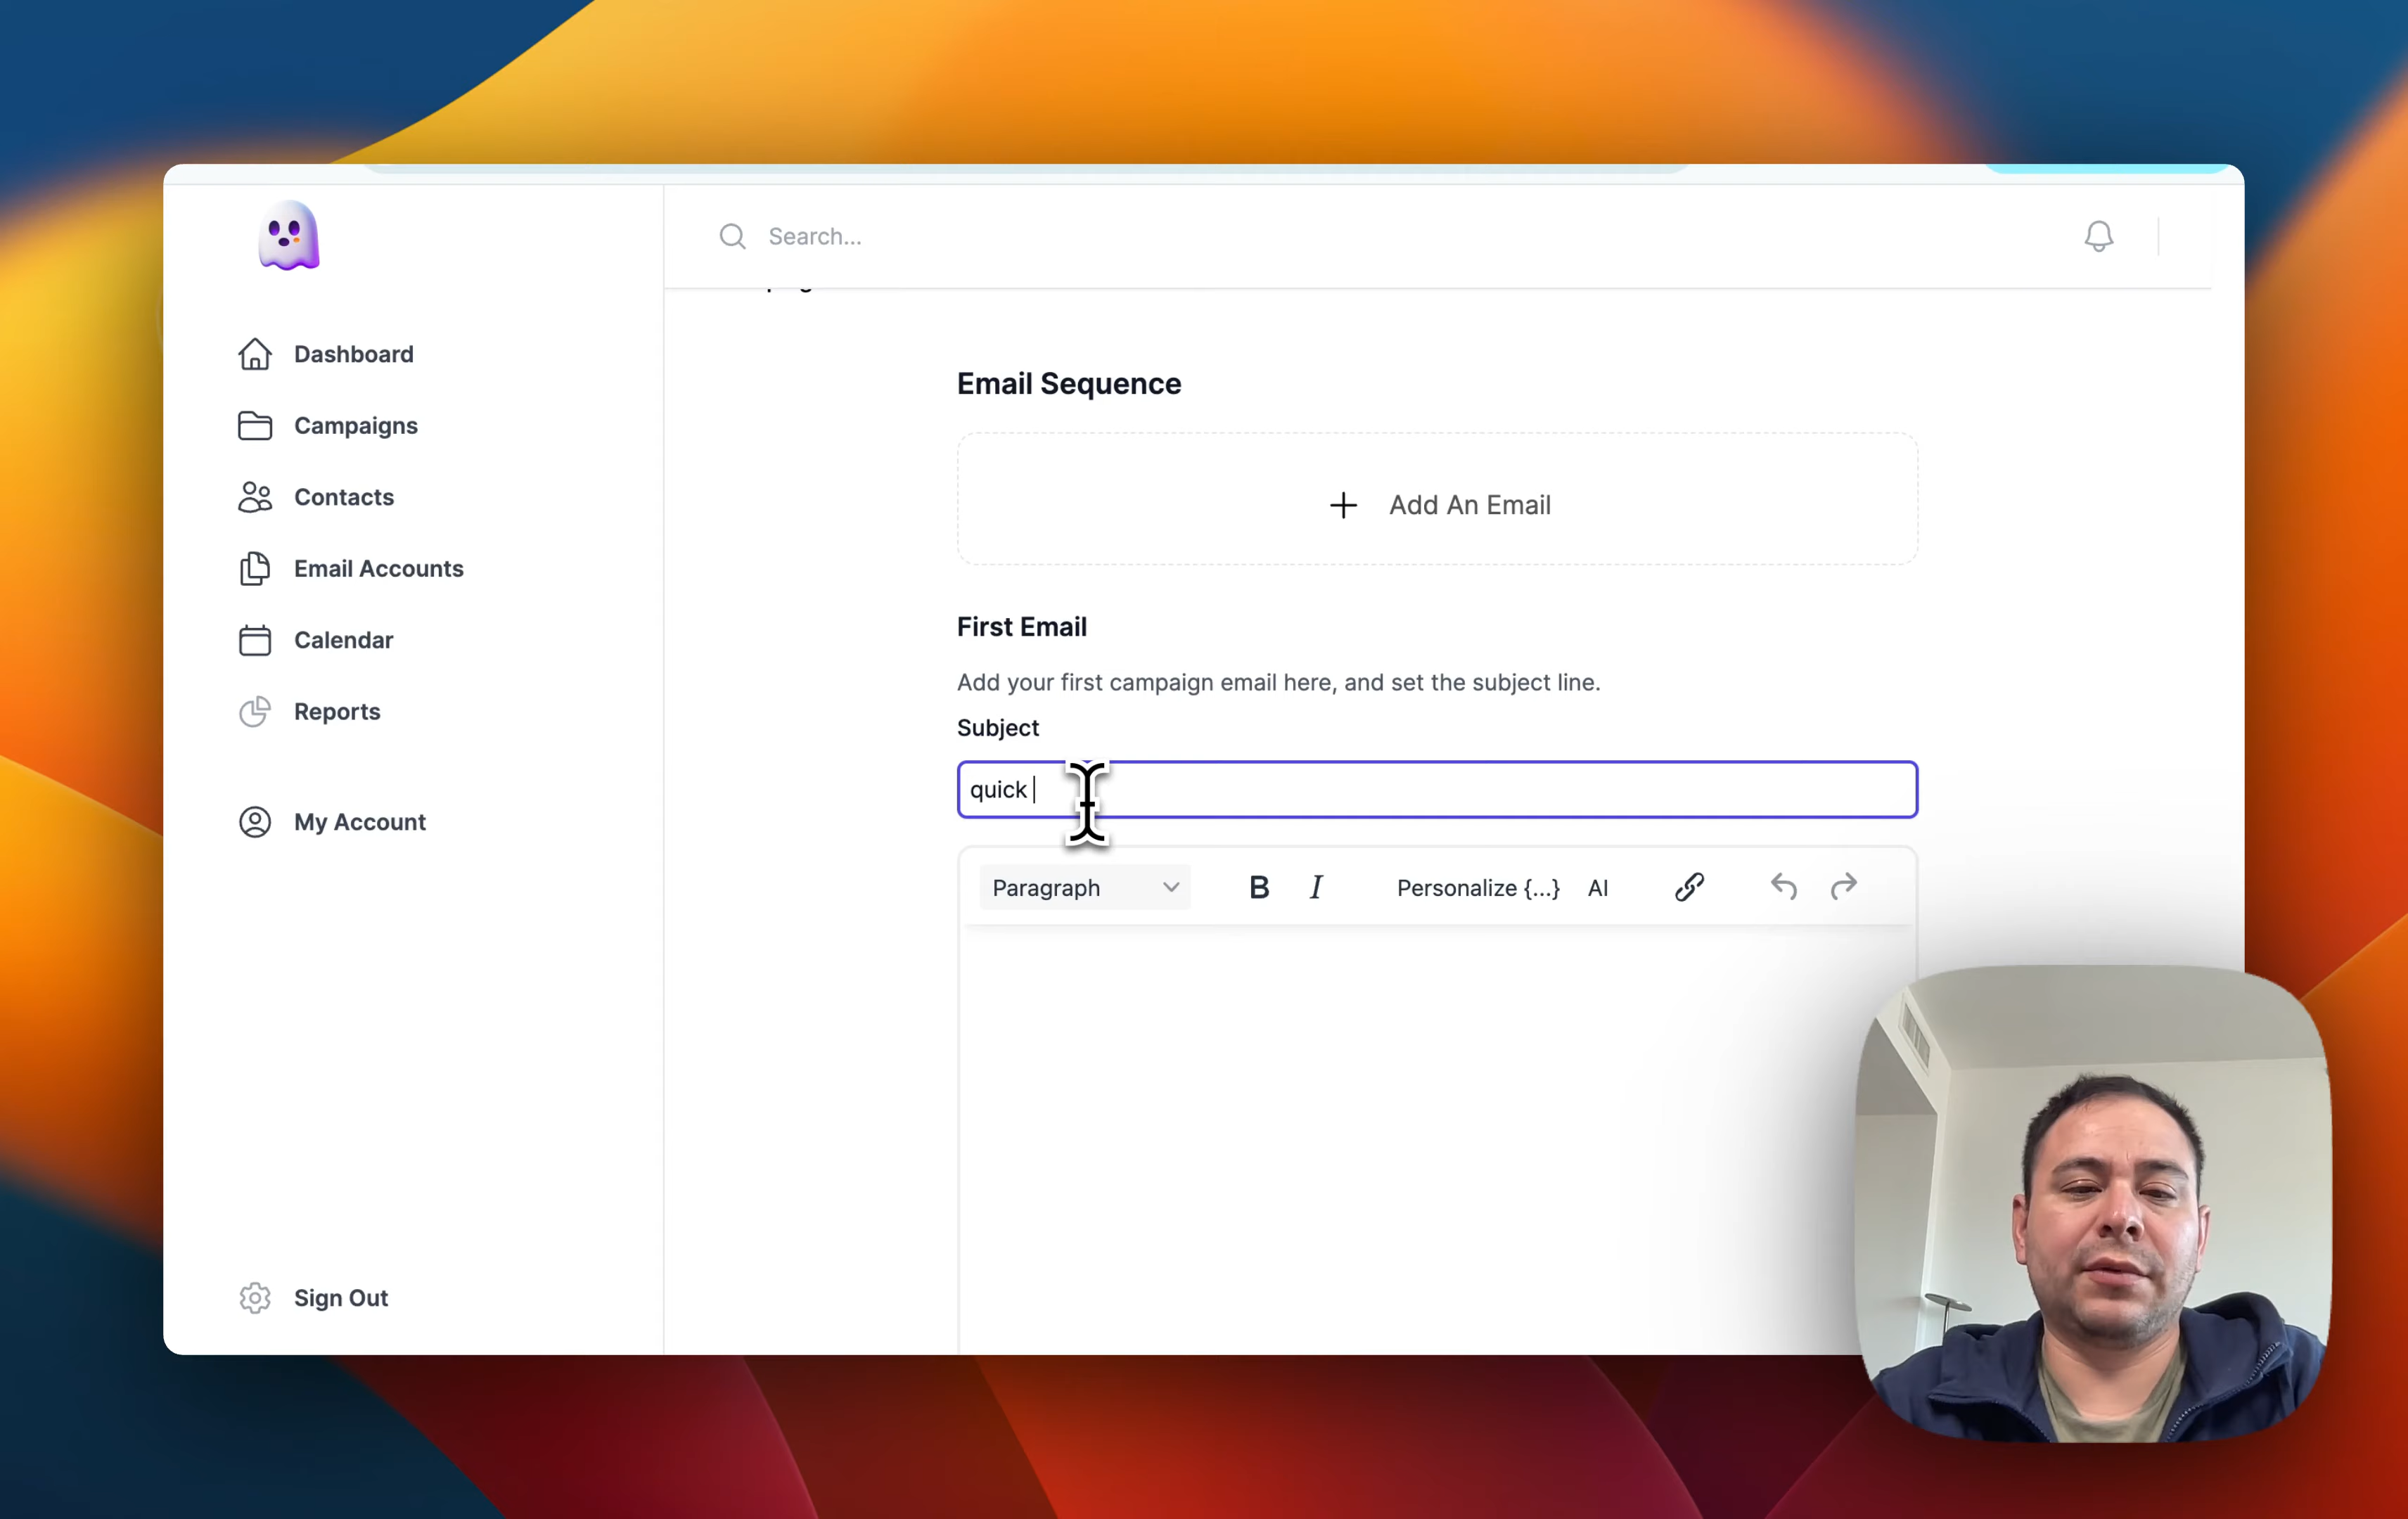 Search...
Dashboard
Campaigns
Contacts
Email Accounts
Calendar
Reports
My Account
Sign Out
Email Sequence
Add An Email
First Email
Add your first campaign email here, and set the subject line.
Subject
quick
Paragraph B I Personalize {...} AI